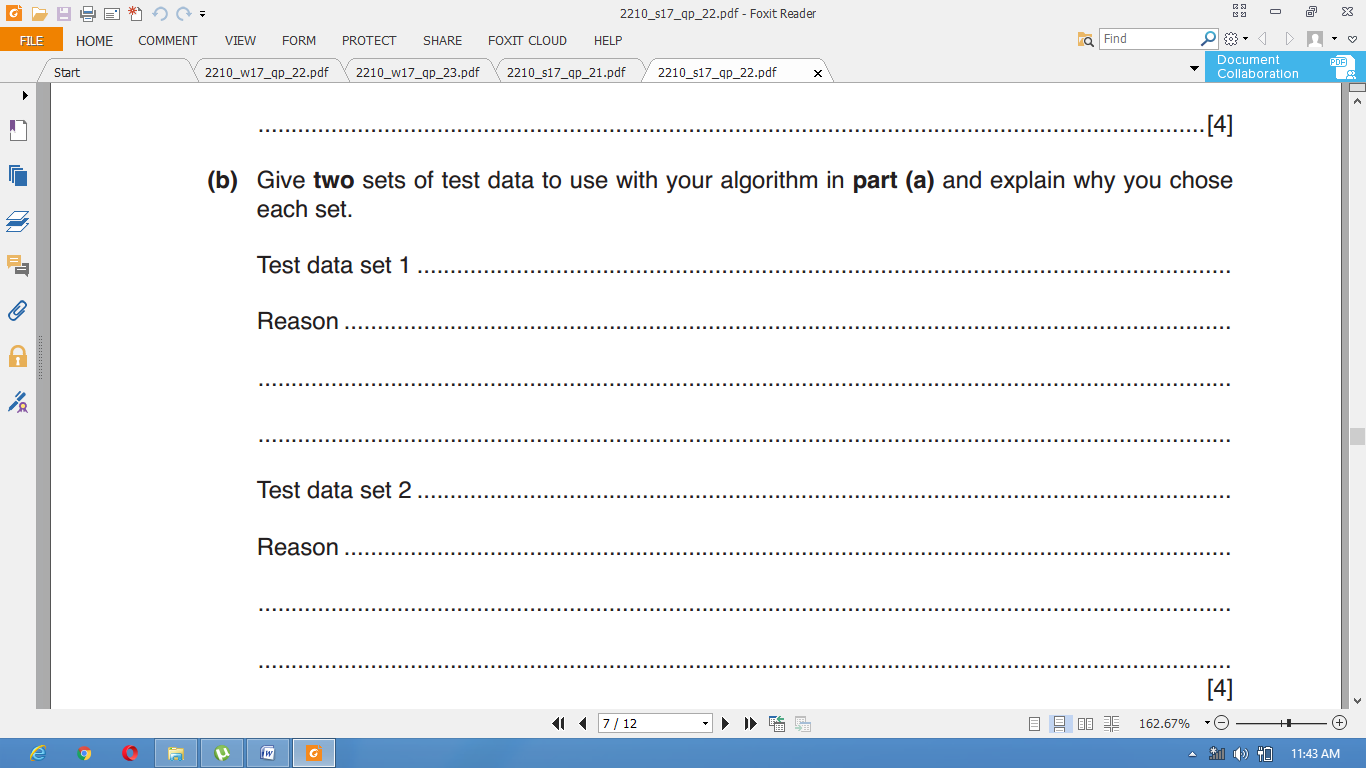 2210_s17_qp_22.pdf - Foxit Reader
FILE HOME COMMENT VIEW FORM PROTECT SHARE FOXIT CLOUD HELP Find
Start 2210_w17_qp_22.pdf 2210_w17_qp_23.pdf 2210_s17_qp_21.pdf 2210_s17_qp_22.pdf x Document
Collaboration PDF
[4]
(b) Give two sets of test data to use with your algorithm in part (a) and explain why you chose
each set.
Test data set 1
Reason
Test data set 2
Reason
[4]
7 / 12 162.67%
11:43 AM